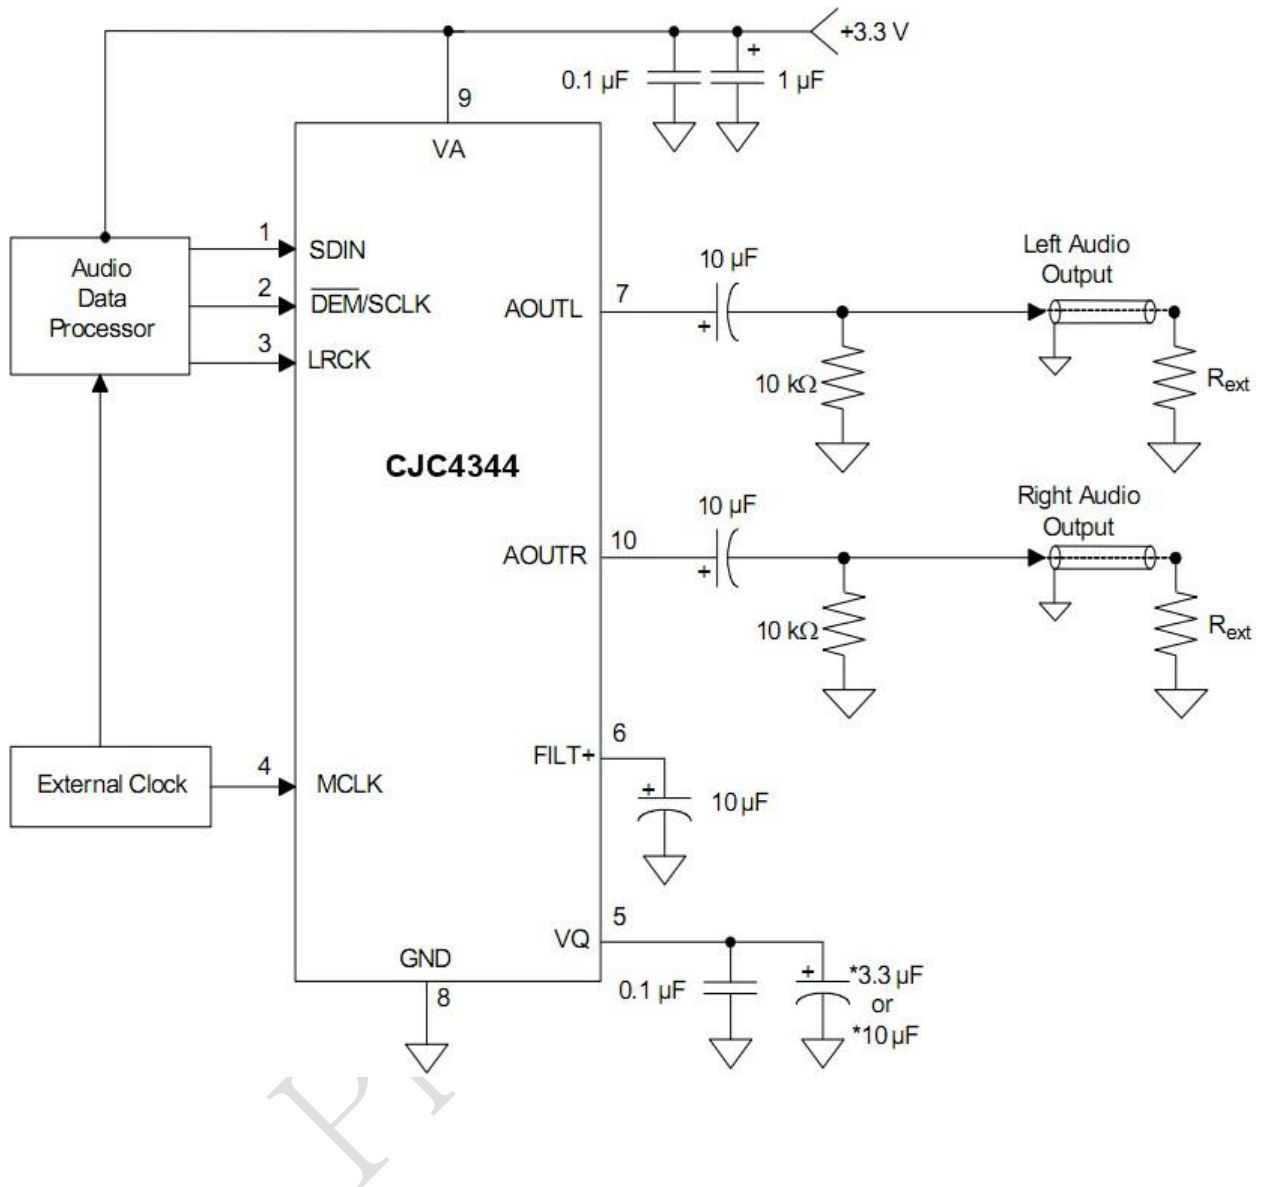 +3.3 V
0.1 µF
+
1 µF
9
VA
Audio
Data
Processor
1
SDIN
2
DEM/SCLK
3
LRCK
AOUTL
7
10 µF
+
10 kΩ
Left Audio
Output
Rext
CJC4344
AOUTR
10
10 µF
+
10 kΩ
Right Audio
Output
Rext
External Clock
4
MCLK
FILT+
6
+
10 µF
VQ
5
0.1 µF
+
*3.3 µF
or
*10 µF
GND
8